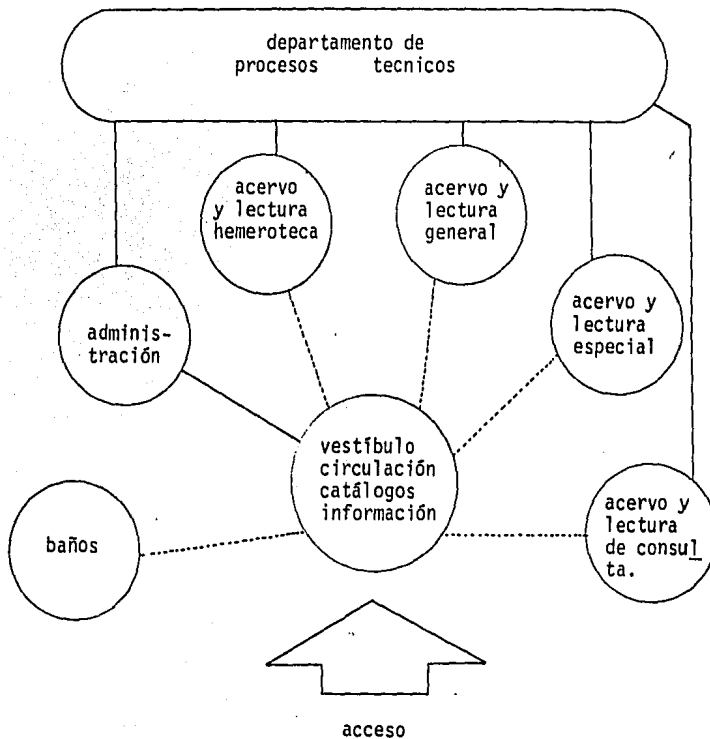 departamento de
procesos tecnicos
acervo
y lectura
hemeroteca
acervo y
lectura
general
acervo y
lectura
especial
adminis-
tración
vestíbulo
circulación
catálogos
información
baños
acervo y
lectura
de consul
ta.
acceso